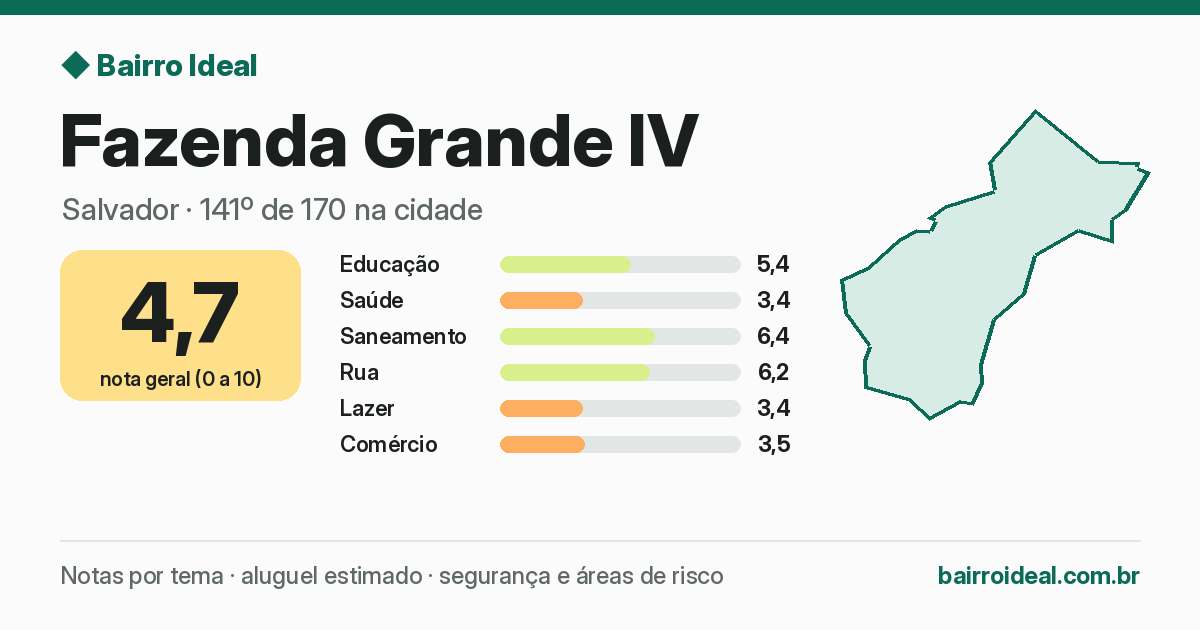 Bairro Ideal
Fazenda Grande IV
Salvador · 141º de 170 na cidade
4,7
nota geral (0 a 10)
Educação 5,4
Saúde 3,4
Saneamento 6,4
Rua 6,2
Lazer 3,4
Comércio 3,5
Notas por tema · aluguel estimado · segurança e áreas de risco
bairroideal.com.br